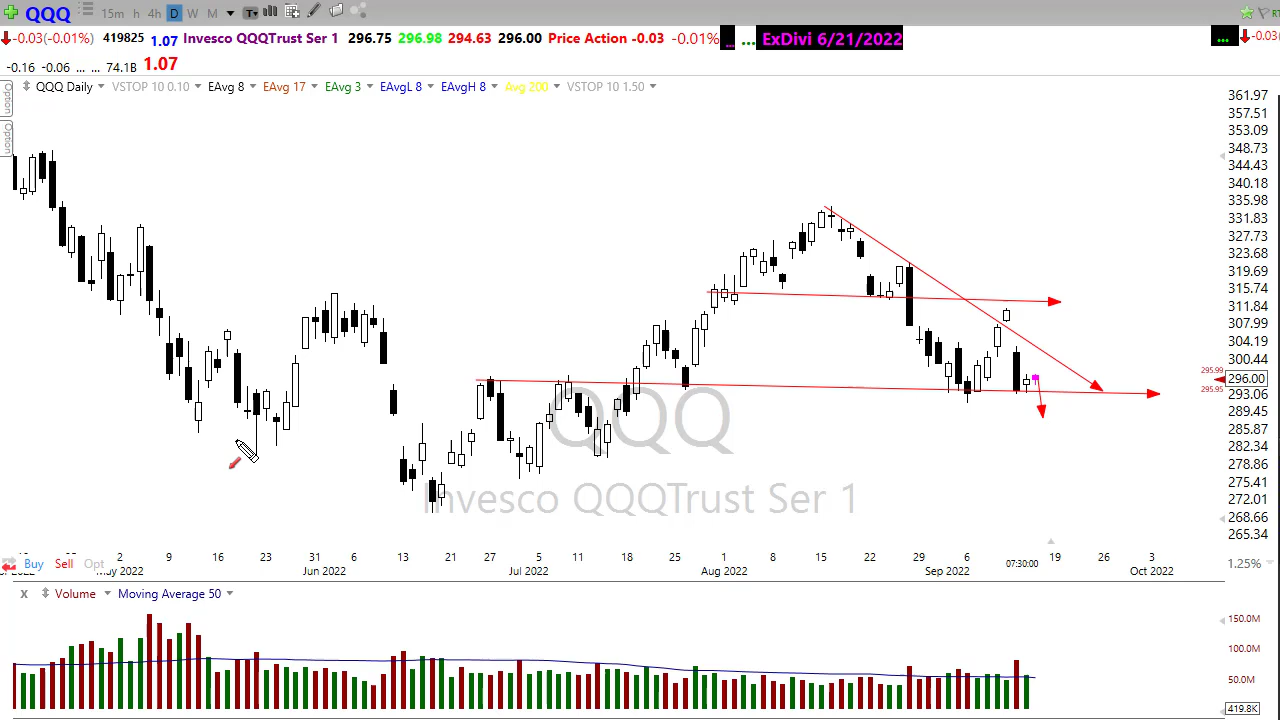 QQQ 15m h 4h D W M T
-0.03(-0.01%) 419825 1.07 Invesco QQQTrust Ser 1 296.75 296.98 294.63 296.00 Price Action -0.03 -0.01% ... ... ExDivi 6/21/2022 ... -0.03
-0.16 -0.06 ... ... 74.1B 1.07
QQQ Daily VSTOP 10 0.10 EAvg 8 EAvg 17 EAvg 3 EAvgL 8 EAvgH 8 Avg 200 VSTOP 10 1.50
Option
Option
361.97
357.51
353.09
348.73
344.43
340.18
335.98
331.83
327.73
323.68
319.69
315.74
311.84
307.99
304.19
300.44
295.99
296.00
295.95
293.06
289.45
285.87
282.34
278.86
275.41
272.01
268.66
265.34
QQQ
Invesco QQQTrust Ser 1
2 9 16 23 31 6 13 21 27 5 11 18 25 1 8 15 22 29 6 07:30:00 19 26 3
May 2022 Jun 2022 Jul 2022 Aug 2022 Sep 2022 Oct 2022
Buy Sell Opt
1.25%
x Volume Moving Average 50
150.0M
100.0M
50.0M
419.8K